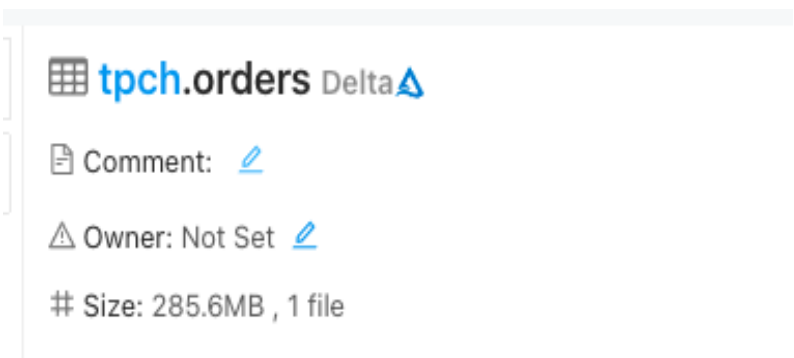 tpch.orders Delta
Comment:
Owner: Not Set
# Size: 285.6MB , 1 file